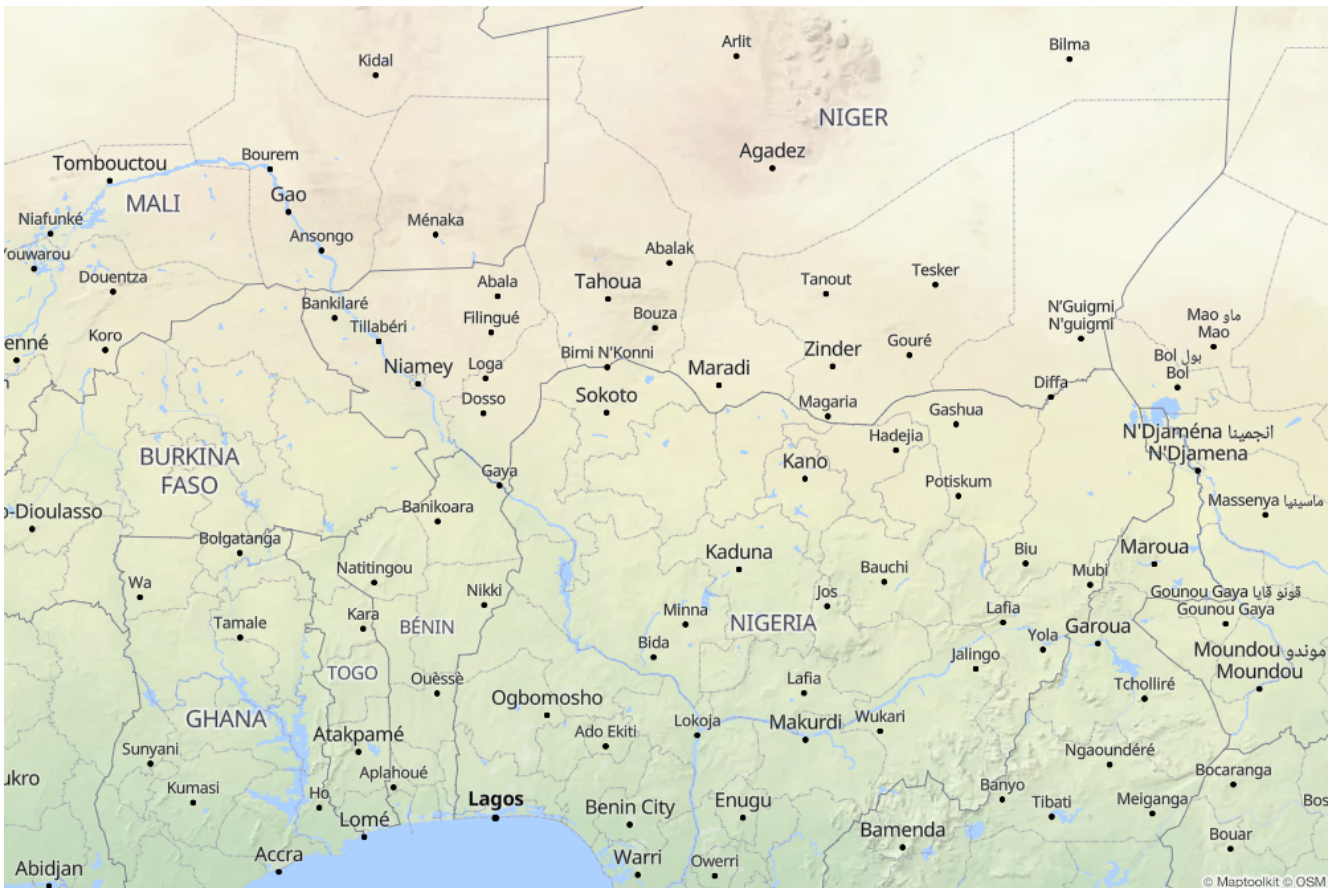 Arlit
Bilma
Kidal
NIGER
Agadez
Bourem
Tombouctou
MALI
Gao
Niafunké
Ménaka
Ansongo
Youwarou
Abalak
Douentza
Abala
Tahoua
Tanout
Tesker
Bankilaré
Filingué
Bouza
N'Guigmi
N'guigmi
Mao ماو
Mao
Tillabéri
Koro
enné
Birni N'Konni
Zinder
Gouré
Bol بول
Bol
Niamey
Loga
Maradi
Diffa
Dosso
Sokoto
Magaria
Gashua
N'Djaména انجمينا
N'Djamena
Hadejia
BURKINA
FASO
Kano
Gaya
Potiskum
Massenya ماسينيا
o-Dioulasso
Banikoara
Bolgatanga
Kaduna
Biu
Maroua
Wa
Natitingou
Bauchi
Mubi
Nikki
Jos
Gounou Gaya قونو قايا
Gounou Gaya
Tamale
Kara
BÉNIN
Minna
NIGERIA
Lafia
Yola
Garoua
Bida
Jalingo
Moundou موندو
Moundou
TOGO
Ouèssè
Lafia
Tcholliré
Ogbomosho
GHANA
Atakpamé
Ado Ekiti
Lokoja
Makurdi
Wukari
Sunyani
Ngaoundéré
ukro
Aplahoué
Bocaranga
Kumasi
Ho
Lagos
Benin City
Enugu
Banyo
Tibati
Meiganga
Bos
Lomé
Bamenda
Bouar
Accra
Warri
Owerri
Abidjan
© Maptoolkit © OSM